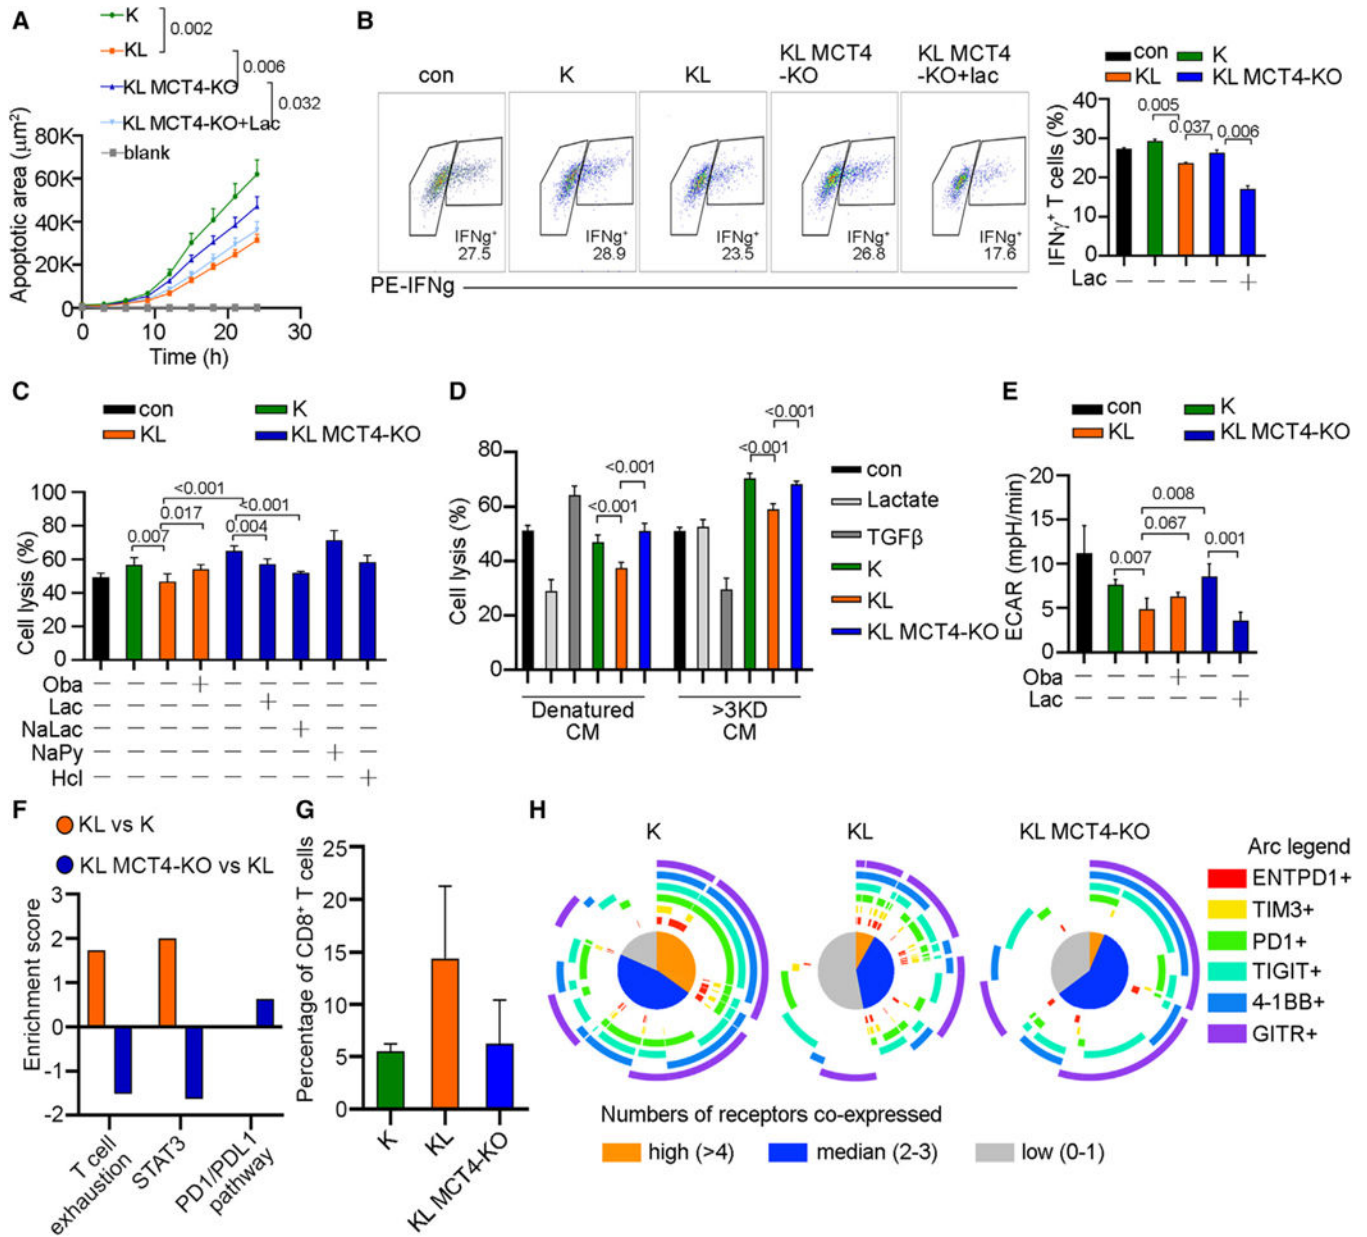 A
K
0.002
KL
0.006
KL MCT4-KO
0.032
KL MCT4-KO+Lac
blank
Apoptotic area (µm²)
80K
60K
40K
20K
0
0 10 20 30
Time (h)
B
con K KL KL MCT4 -KO KL MCT4 -KO+lac
IFNg⁺ 27.5
IFNg⁺ 28.9
IFNg⁺ 23.5
IFNg⁺ 26.8
IFNg⁺ 17.6
PE-IFNg
con K
KL KL MCT4-KO
IFNγ⁺ T cells (%)
40
30
20
10
0
0.005 0.037 0.006
Lac — — — — +
C
con K
KL KL MCT4-KO
Cell lysis (%)
100
80
60
40
20
0
<0.001
0.017 <0.001
0.007 0.004
Oba — — — + — — — — —
Lac — — — — — + — — —
NaLac — — — — — — + — —
NaPy — — — — — — — + —
Hcl — — — — — — — — +
D
Cell lysis (%)
80
60
40
20
0
<0.001
<0.001
<0.001
<0.001
Denatured CM
>3KD CM
con
Lactate
TGFβ
K
KL
KL MCT4-KO
E
con K
KL KL MCT4-KO
ECAR (mpH/min)
20
15
10
5
0
0.008
0.067
0.007 0.001
Oba — — — + — —
Lac — — — — — +
F
KL vs K
KL MCT4-KO vs KL
Enrichment score
3
2
1
0
-1
-2
T cell exhaustion
STAT3
PD1/PDL1 pathway
G
Percentage of CD8⁺ T cells
25
20
15
10
5
0
K
KL
KL MCT4-KO
H
K KL KL MCT4-KO
Arc legend
ENTPD1+
TIM3+
PD1+
TIGIT+
4-1BB+
GITR+
Numbers of receptors co-expressed
high (>4) median (2-3) low (0-1)